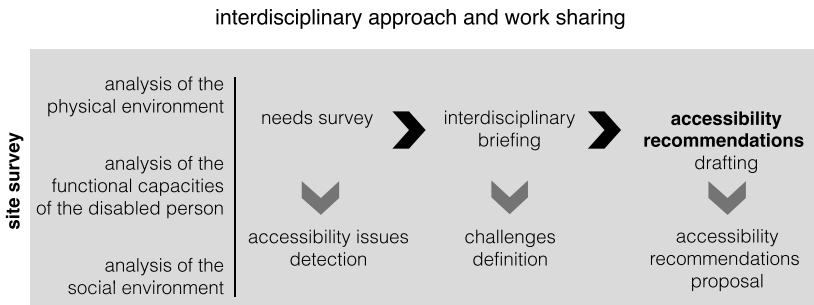 interdisciplinary approach and work sharing
site survey
analysis of the
physical environment
analysis of the
functional capacities
of the disabled person
analysis of the
social environment
needs survey
accessibility issues
detection
interdisciplinary
briefing
challenges
definition
accessibility
recommendations
drafting
accessibility
recommendations
proposal